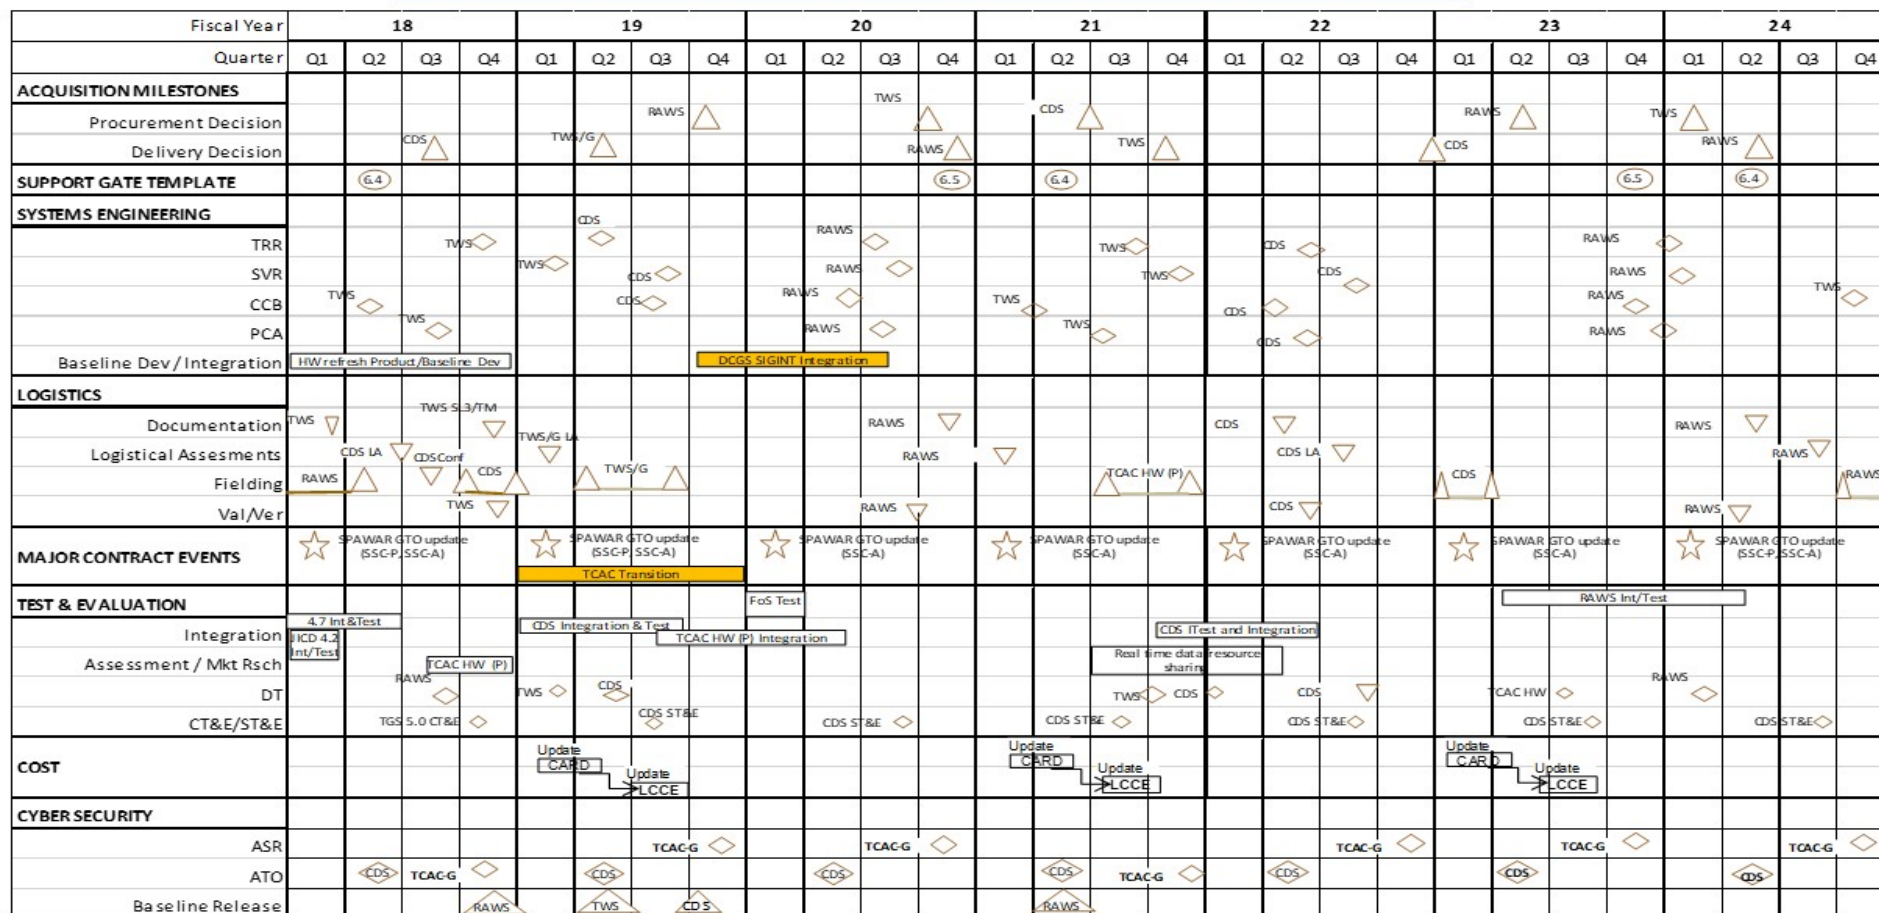 Fiscal Year 18 19 20 21 22 23 24
Quarter Q1 Q2 Q3 Q4 Q1 Q2 Q3 Q4 Q1 Q2 Q3 Q4 Q1 Q2 Q3 Q4 Q1 Q2 Q3 Q4 Q1 Q2 Q3 Q4 Q1 Q2 Q3 Q4
ACQUISITION MILESTONES
Procurement Decision RAWS TWS CDS RAWS TWS
Delivery Decision CDS TWS/G RAWS TWS CDS RAWS
SUPPORT GATE TEMPLATE 6.4 6.5 6.4 6.5 6.4
SYSTEMS ENGINEERING
TRR TWS CDS RAWS TWS CDS RAWS
SVR TWS CDS RAWS TWS CDS RAWS
CCB TWS CDS RAWS TWS CDS RAWS TWS
PCA TWS RAWS TWS CDS RAWS
Baseline Dev / Integration HW refresh Product/Baseline Dev DCGS SIGINT Integration
LOGISTICS
Documentation TWS TWS SL3/TM RAWS CDS RAWS
Logistical Assesments CDS LA CDS Conf TWS/G LA RAWS CDS LA RAWS
Fielding RAWS CDS TWS/G TCAC HW (P) CDS RAWS
Val/Ver TWS RAWS CDS RAWS
MAJOR CONTRACT EVENTS
SPAWAR GTO update
(SSC-P, SSC-A)
SPAWAR GTO update
(SSC-P, SSC-A)
SPAWAR GTO update
(SSC-A)
SPAWAR GTO update
(SSC-A)
SPAWAR GTO update
(SSC-A)
SPAWAR GTO update
(SSC-A)
SPAWAR GTO update
(SSC-P, SSC-A)
TCAC Transition
TEST & EVALUATION FoS Test RAWS Int/Test
Integration 4.7 Int &Test CDS Integration & Test TCAC HW (P) Integration CDS ITest and Integration
JICD 4.2
Int/Test
Assessment / Mkt Rsch TCAC HW (P)
Real time data/resource
sharing
DT RAWS TWS CDS TWS CDS CDS TCAC HW RAWS
CT&E/ST&E TGS 5.0 CT&E CDS ST&E CDS ST&E CDS ST&E CDS ST&E CDS ST&E CDS ST&E
COST
Update
CARD
Update
LCCE
Update
CARD
Update
LCCE
Update
CARD
Update
LCCE
CYBER SECURITY
ASR TCAC-G TCAC-G TCAC-G TCAC-G TCAC-G
ATO CDS TCAC-G CDS CDS CDS TCAC-G CDS CDS CDS
Baseline Release RAWS TWS CDS RAWS